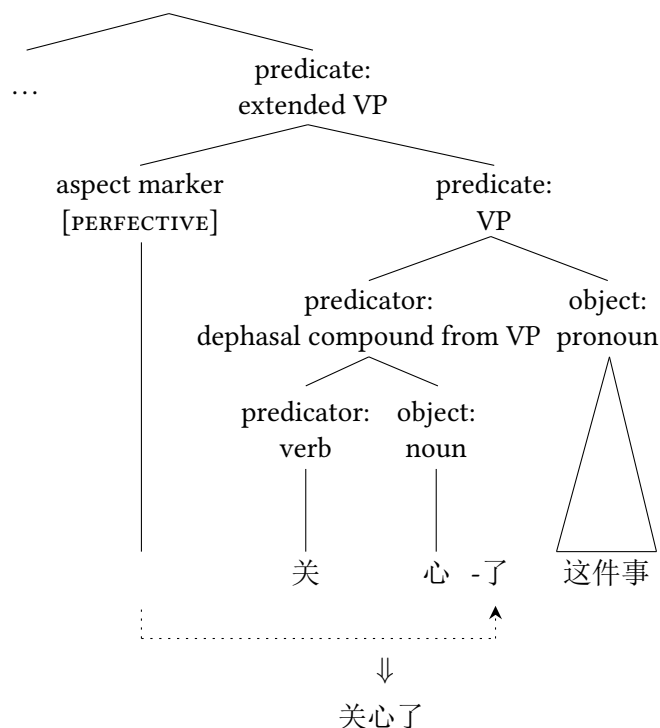 ...
predicate:
extended VP
aspect marker
[PERFECTIVE]
predicate:
VP
predicator:
dephasal compound from VP
object:
pronoun
predicator:
verb
object:
noun
关 心 -了 这件事
⇓
关心了